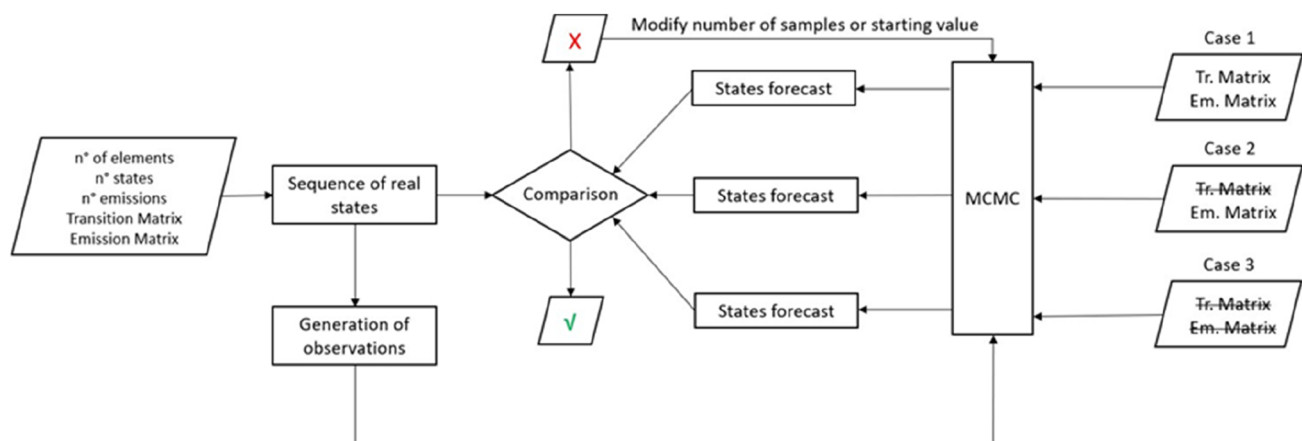 X
Modify number of samples or starting value
n° of elements
n° states
n° emissions
Transition Matrix
Emission Matrix
Sequence of real
states
Generation of
observations
Comparison
√
States forecast
States forecast
States forecast
MCMC
Case 1
Tr. Matrix
Em. Matrix
Case 2
Tr. Matrix
Em. Matrix
Case 3
Tr. Matrix
Em. Matrix